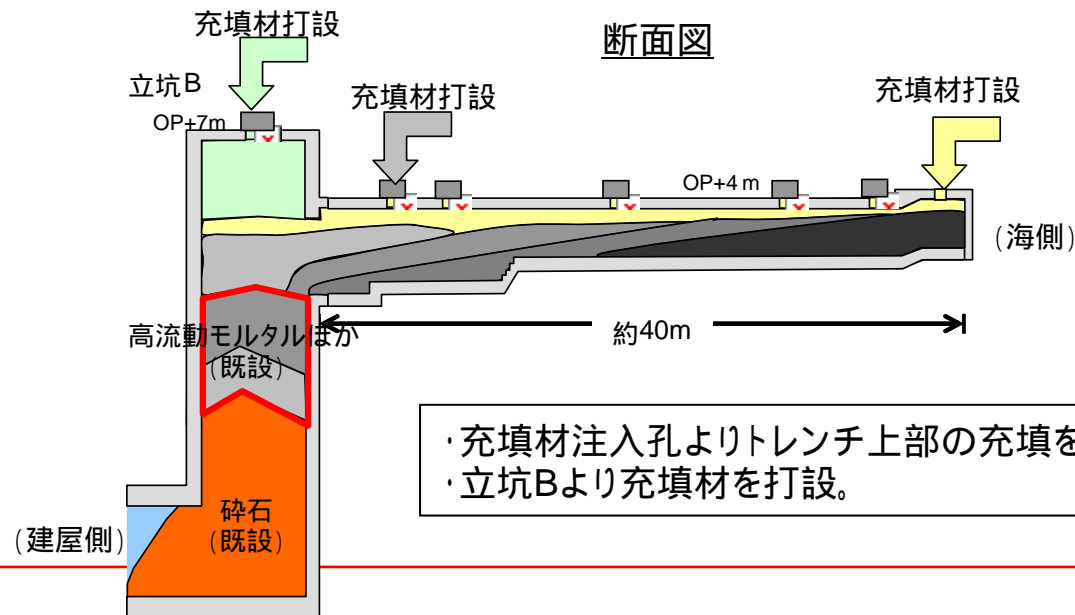 断面図
充填材打設
立坑B
OP+7m
充填材打設
充填材打設
OP+4 m
(海側)
約40m
高流動モルタルほか
(既設)
・充填材注入孔よりトレンチ上部の充填を
・立坑Bより充填材を打設。
砕石
(既設)
(建屋側)